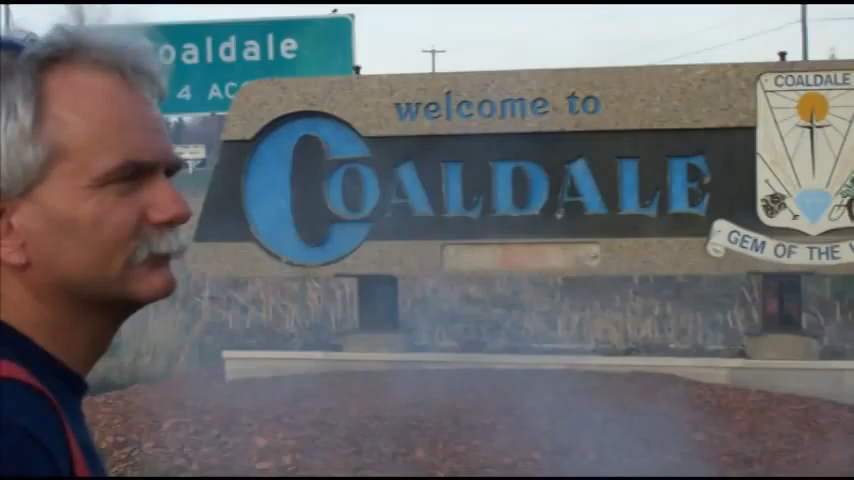 oaldale
4 AC
welcome to
COALDALE
COALDALE
GEM OF THE